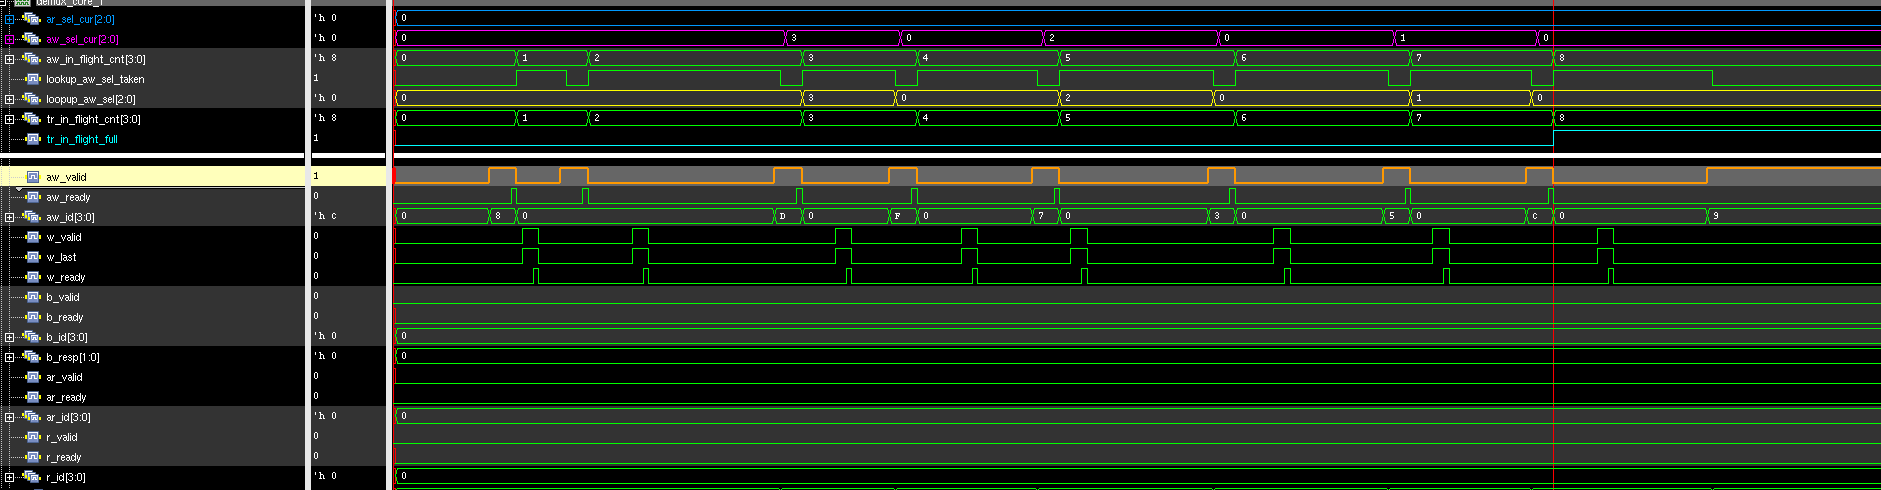 demux_core_1
ar_sel_cur[2:0] 'h 0 0
aw_sel_cur[2:0] 'h 0 0 3 0 2 0 1 0
aw_in_flight_cnt[3:0] 'h 8 0 1 2 3 4 5 6 7 8
lookup_aw_sel_taken 1
loopup_aw_sel[2:0] 'h 0 0 3 0 2 0 1 0
tr_in_flight_cnt[3:0] 'h 8 0 1 2 3 4 5 6 7 8
tr_in_flight_full 1
aw_valid 1
aw_ready 0
aw_id[3:0] 'h c 0 8 0 D 0 F 0 7 0 3 0 5 0 C 0 9
w_valid 0
w_last 0
w_ready 0
b_valid 0
b_ready 0
b_id[3:0] 'h 0 0
b_resp[1:0] 'h 0 0
ar_valid 0
ar_ready 0
ar_id[3:0] 'h 0 0
r_valid 0
r_ready 0
r_id[3:0] 'h 0 0